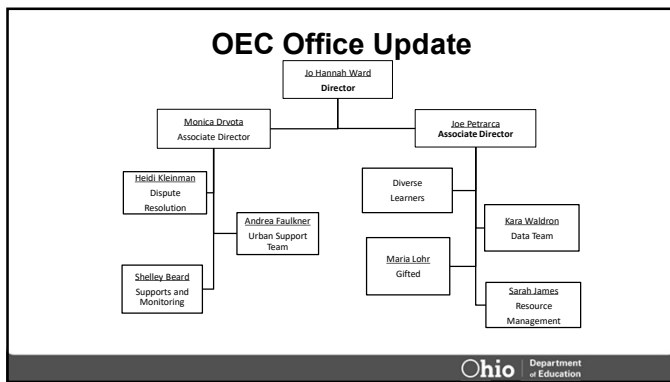 OEC Office Update
Jo Hannah Ward
Director
Monica Drvota
Associate Director
Joe Petrarca
Associate Director
Heidi Kleinman
Dispute
Resolution
Diverse
Learners
Andrea Faulkner
Urban Support
Team
Kara Waldron
Data Team
Shelley Beard
Supports and
Monitoring
Maria Lohr
Gifted
Sarah James
Resource
Management
Ohio
Department
of Education